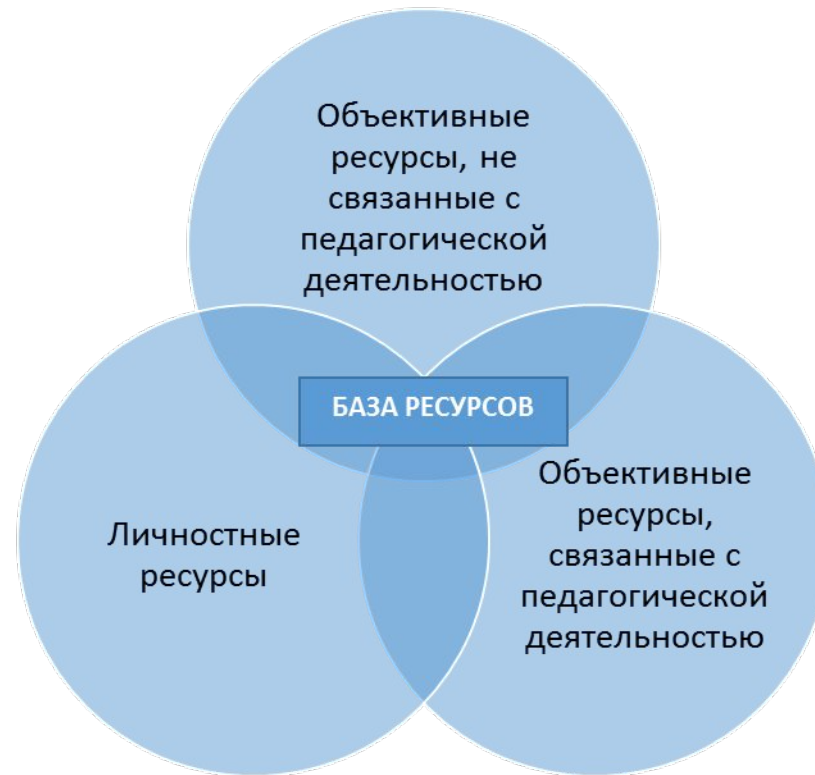 Объективные
ресурсы, не
связанные с
педагогической
деятельностью
БАЗА РЕСУРСОВ
Личностные
ресурсы
Объективные
ресурсы,
связанные с
педагогической
деятельностью